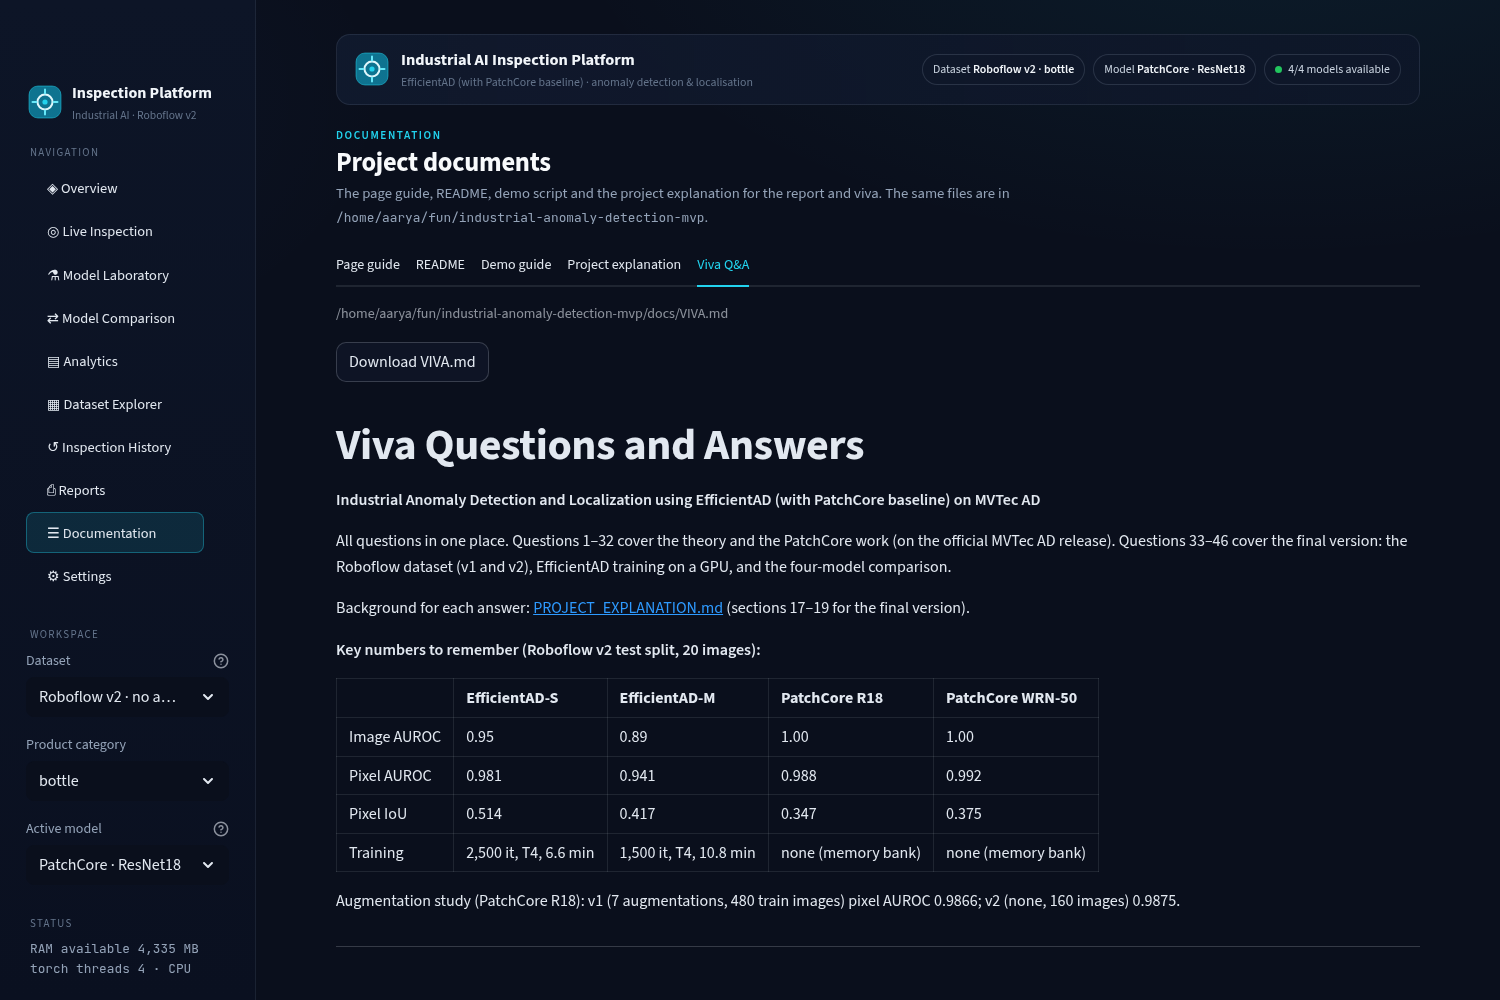 Inspection Platform
Industrial AI · Roboflow v2
NAVIGATION
◈ Overview
◎ Live Inspection
⚗ Model Laboratory
⇄ Model Comparison
▤ Analytics
▦ Dataset Explorer
↺ Inspection History
⎙ Reports
☰ Documentation
⚙ Settings
WORKSPACE
Dataset
Roboflow v2 · no a…
Product category
bottle
Active model
PatchCore · ResNet18
STATUS
RAM available 4,335 MB
torch threads 4 · CPU
Industrial AI Inspection Platform
EfficientAD (with PatchCore baseline) · anomaly detection & localisation
Dataset Roboflow v2 · bottle
Model PatchCore · ResNet18
4/4 models available
DOCUMENTATION
Project documents
The page guide, README, demo script and the project explanation for the report and viva. The same files are in
/home/aarya/fun/industrial-anomaly-detection-mvp.
Page guide README Demo guide Project explanation Viva Q&A
/home/aarya/fun/industrial-anomaly-detection-mvp/docs/VIVA.md
Download VIVA.md
Viva Questions and Answers
Industrial Anomaly Detection and Localization using EfficientAD (with PatchCore baseline) on MVTec AD
All questions in one place. Questions 1–32 cover the theory and the PatchCore work (on the official MVTec AD release). Questions 33–46 cover the final version: the
Roboflow dataset (v1 and v2), EfficientAD training on a GPU, and the four-model comparison.
Background for each answer: PROJECT_EXPLANATION.md (sections 17–19 for the final version).
Key numbers to remember (Roboflow v2 test split, 20 images):
EfficientAD-S EfficientAD-M PatchCore R18 PatchCore WRN-50
Image AUROC 0.95 0.89 1.00 1.00
Pixel AUROC 0.981 0.941 0.988 0.992
Pixel IoU 0.514 0.417 0.347 0.375
Training 2,500 it, T4, 6.6 min 1,500 it, T4, 10.8 min none (memory bank) none (memory bank)
Augmentation study (PatchCore R18): v1 (7 augmentations, 480 train images) pixel AUROC 0.9866; v2 (none, 160 images) 0.9875.